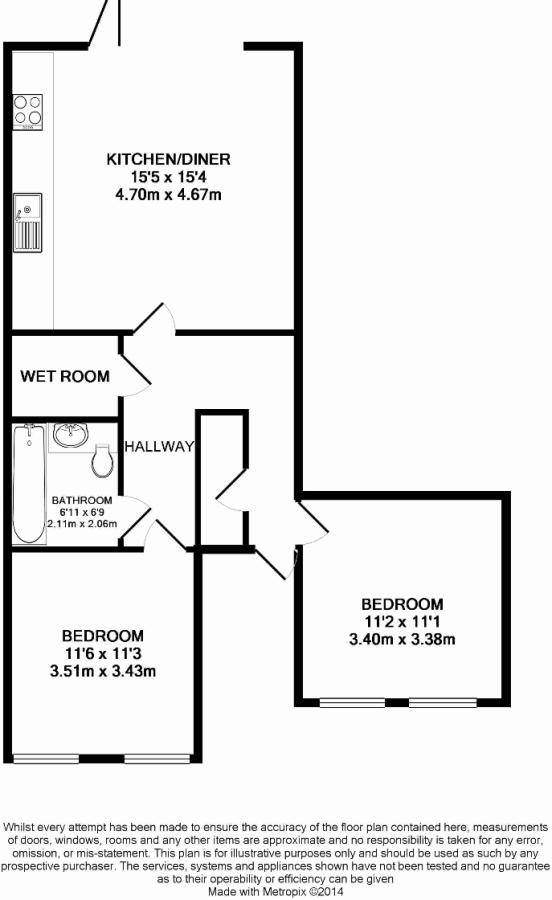 KITCHEN/DINER
15'5 x 15'4
4.70m x 4.67m
WET ROOM
HALLWAY
BATHROOM
6'11 x 6'9
2.11m x 2.06m
BEDROOM
11'6 x 11'3
3.51m x 3.43m
BEDROOM
11'2 x 11'1
3.40m x 3.38m
Whilst every attempt has been made to ensure the accuracy of the floor plan contained here, measurements
of doors, windows, rooms and any other items are approximate and no responsibility is taken for any error,
omission, or mis-statement. This plan is for illustrative purposes only and should be used as such by any
prospective purchaser. The services, systems and appliances shown have not been tested and no guarantee
as to their operability or efficiency can be given
Made with Metropix ©2014